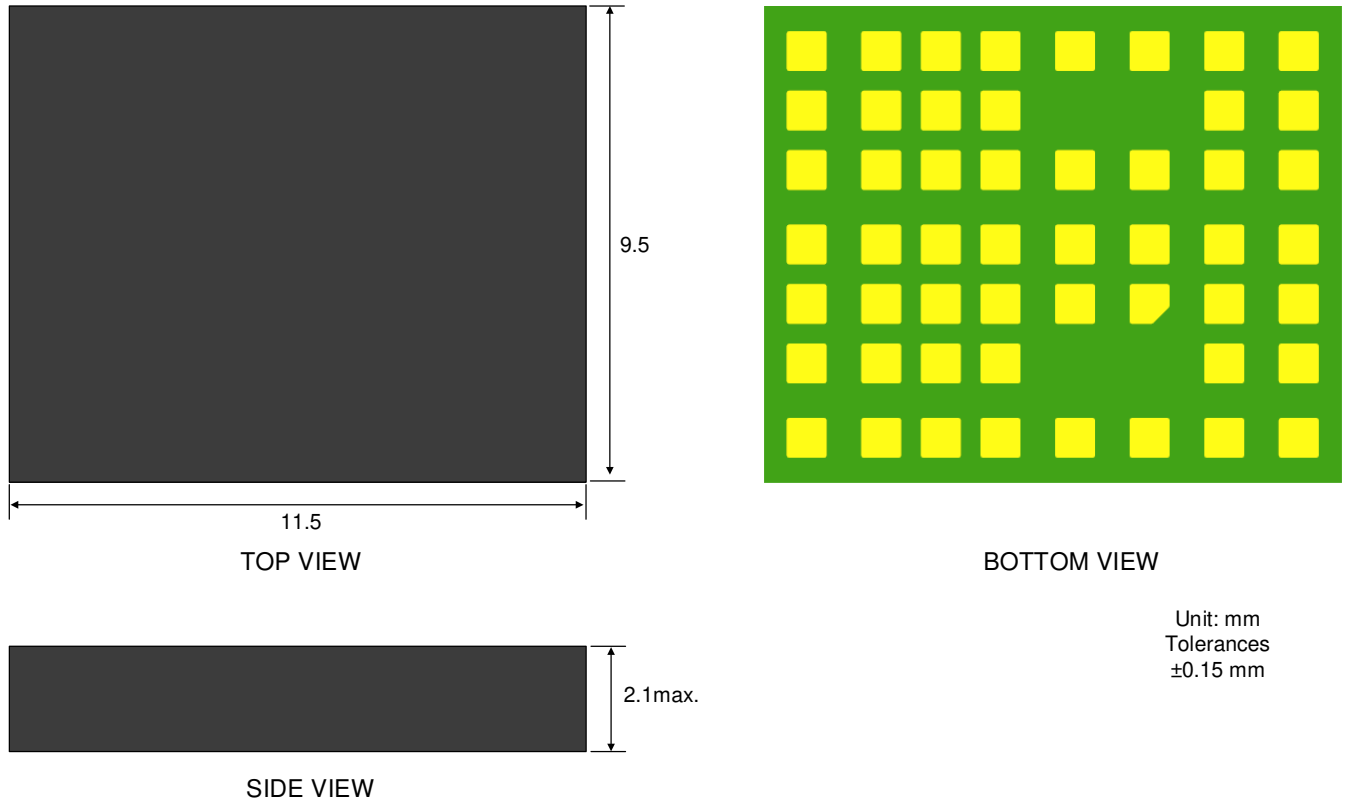 9.5
11.5
TOP VIEW
BOTTOM VIEW
Unit: mm
Tolerances
±0.15 mm
2.1max.
SIDE VIEW